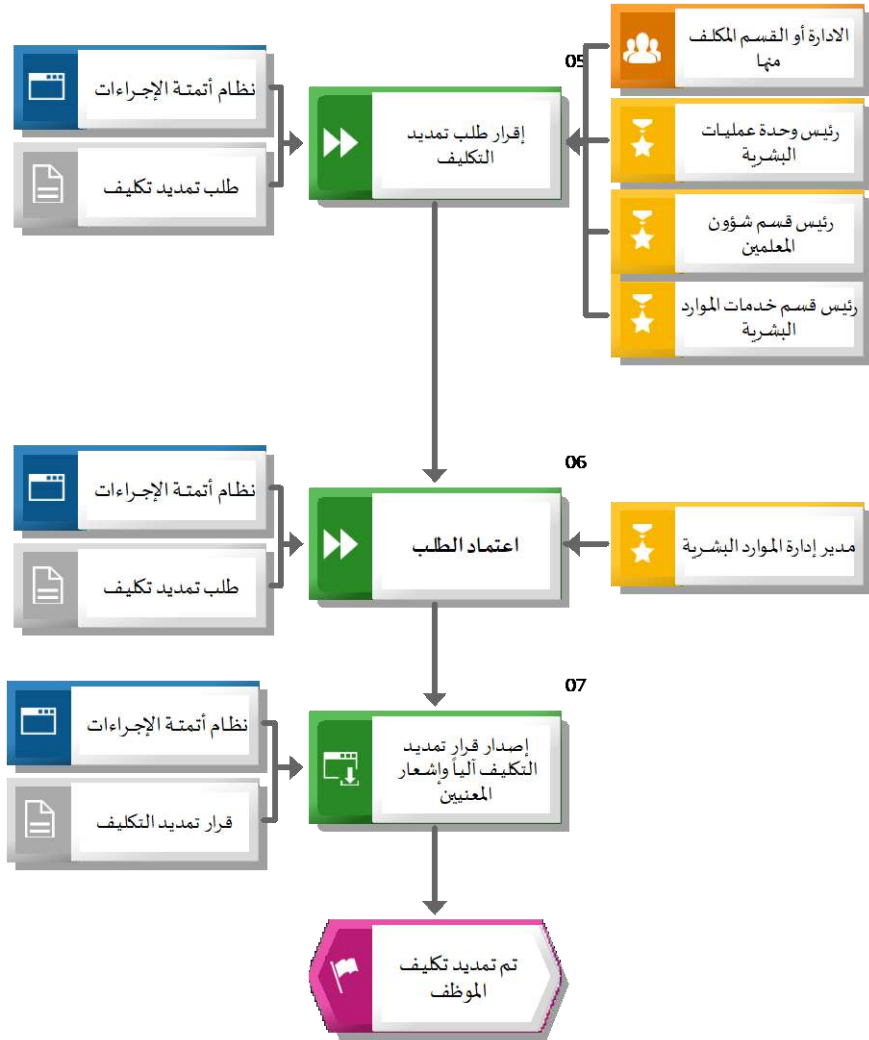 الادارة أو القسم المكلف
منها
05
نظام أتمتة الإجراءات
إقرار طلب تمديد
التكليف
رئيس وحدة عمليات
البشرية
طلب تمديد تكليف
رئيس قسم شؤون
المعلمين
رئيس قسم خدمات الموارد
البشرية
06
نظام أتمتة الإجراءات
اعتماد الطلب
مدير إدارة الموارد البشرية
طلب تمديد تكليف
07
نظام أتمتة الإجراءات
إصدار قرار تمديد
التكليف آلياً وإشعار
المعنيين
قرار تمديد التكليف
تم تمديد تكليف
الموظف